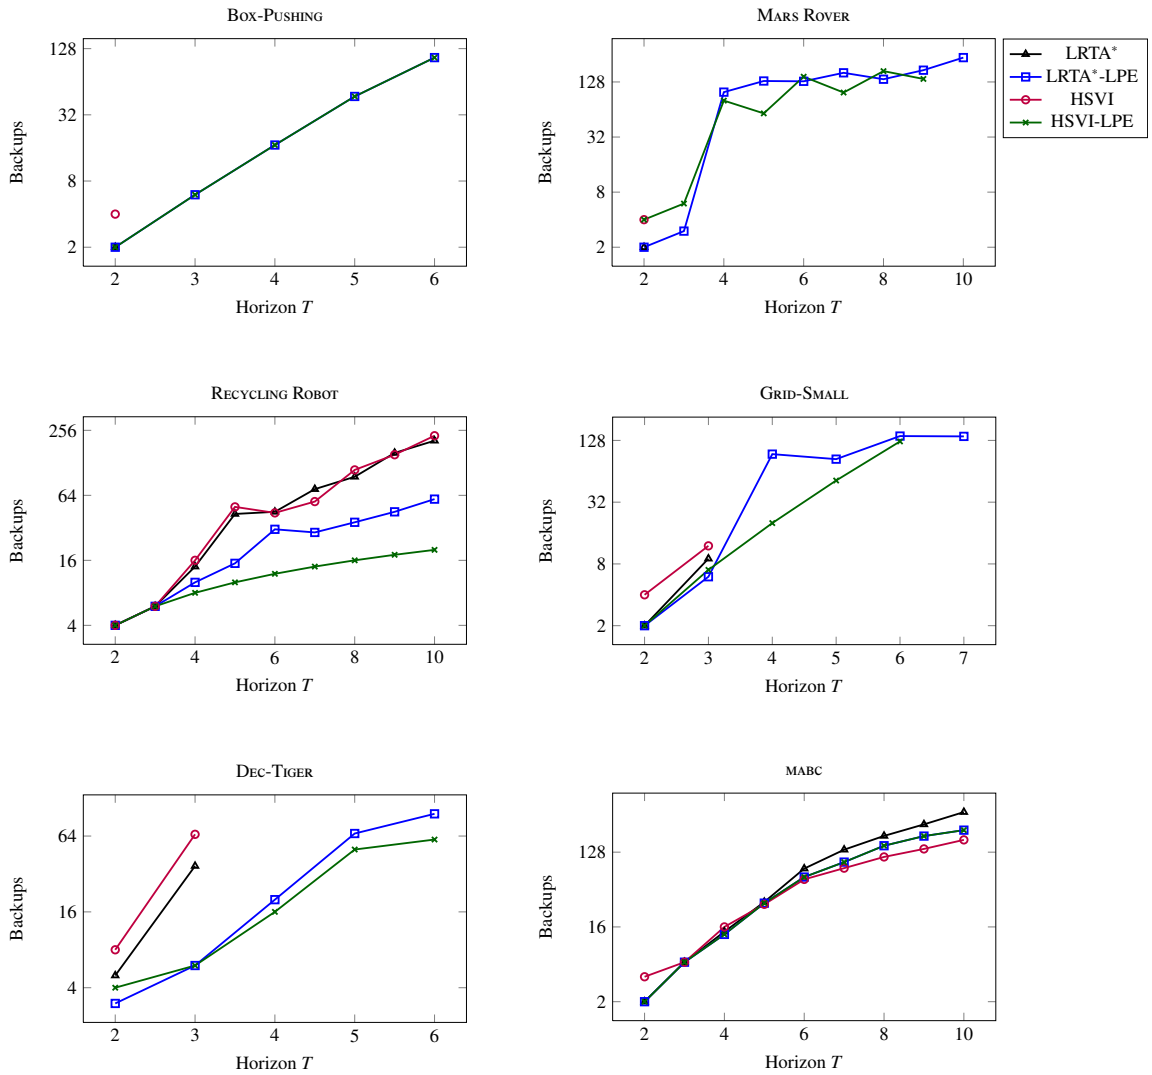 Box-Pushing
128
32
8
2
Backups
2 3 4 5 6
Horizon T
Mars Rover
128
32
8
2
Backups
2 4 6 8 10
Horizon T
LRTA*
LRTA*-LPE
HSVI
HSVI-LPE
Recycling Robot
256
64
16
4
Backups
2 4 6 8 10
Horizon T
Grid-Small
128
32
8
2
Backups
2 3 4 5 6 7
Horizon T
Dec-Tiger
64
16
4
Backups
2 3 4 5 6
Horizon T
mabc
128
16
2
Backups
2 4 6 8 10
Horizon T